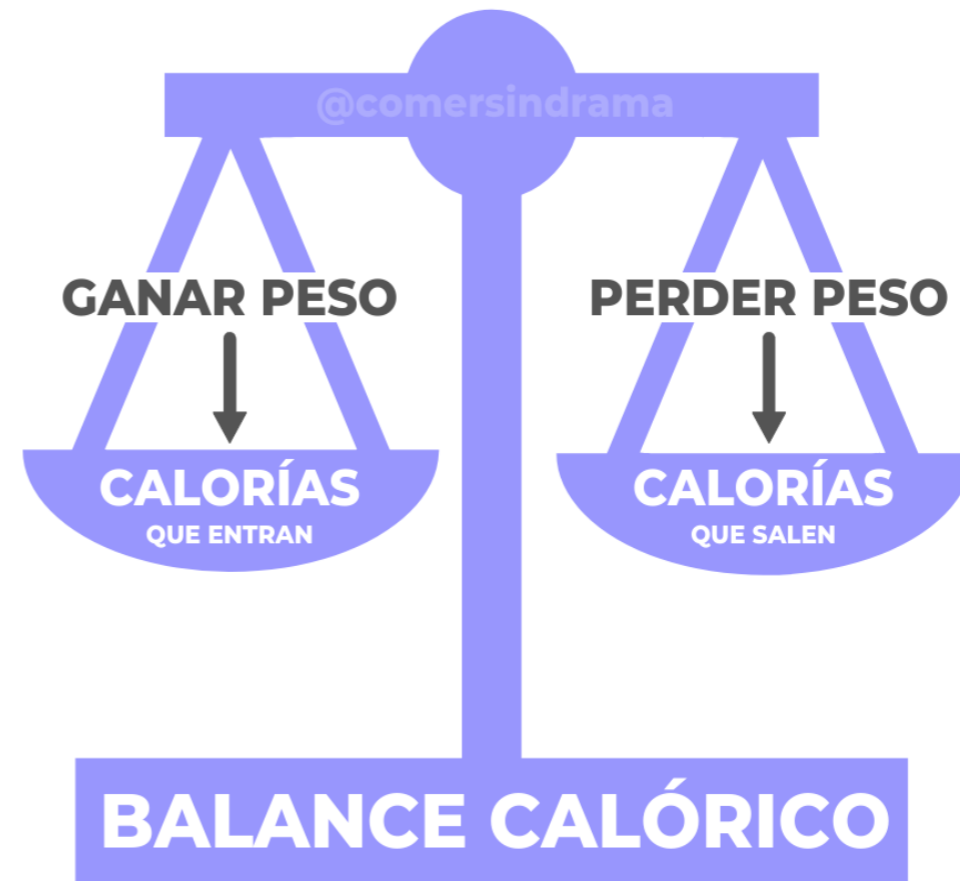 @comersindrama
GANAR PESO
PERDER PESO
CALORÍAS
QUE ENTRAN
CALORÍAS
QUE SALEN
BALANCE CALÓRICO